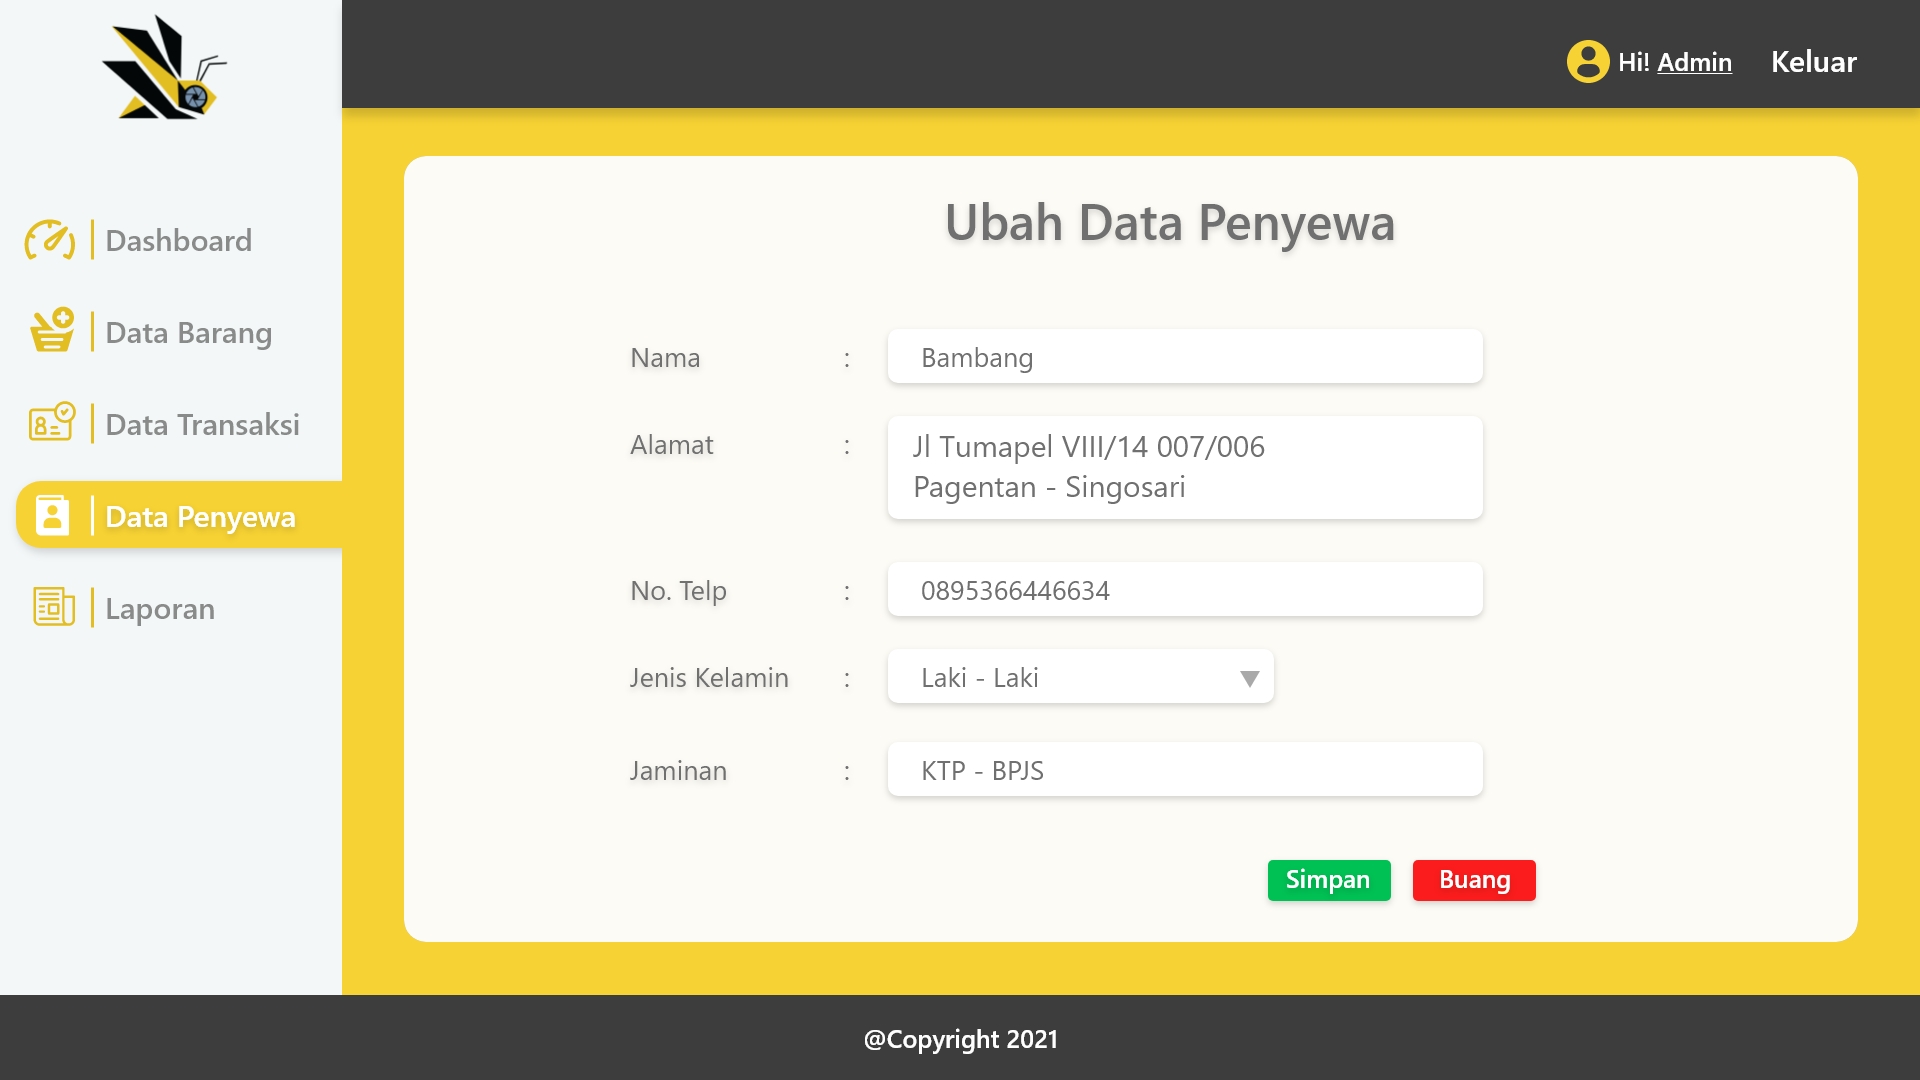 Hi! Admin
Keluar
Dashboard
Data Barang
Data Transaksi
Data Penyewa
Laporan
Ubah Data Penyewa
Nama : Bambang
Alamat : Jl Tumapel VIII/14 007/006
Pagentan - Singosari
No. Telp : 0895366446634
Jenis Kelamin : Laki - Laki
Jaminan : KTP - BPJS
Simpan
Buang
@Copyright 2021